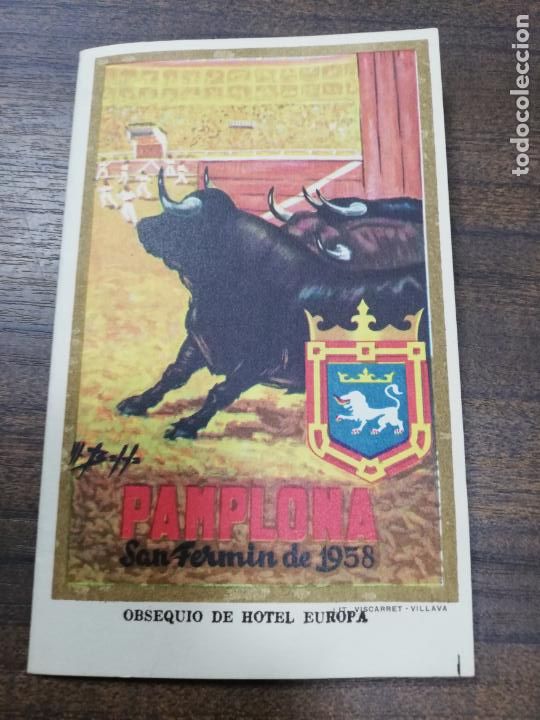 PAMPLONA
San Fermin de 1958
LIT. VISCARRET - VILLAVA
OBSEQUIO DE HOTEL EUROPA
todocoleccion